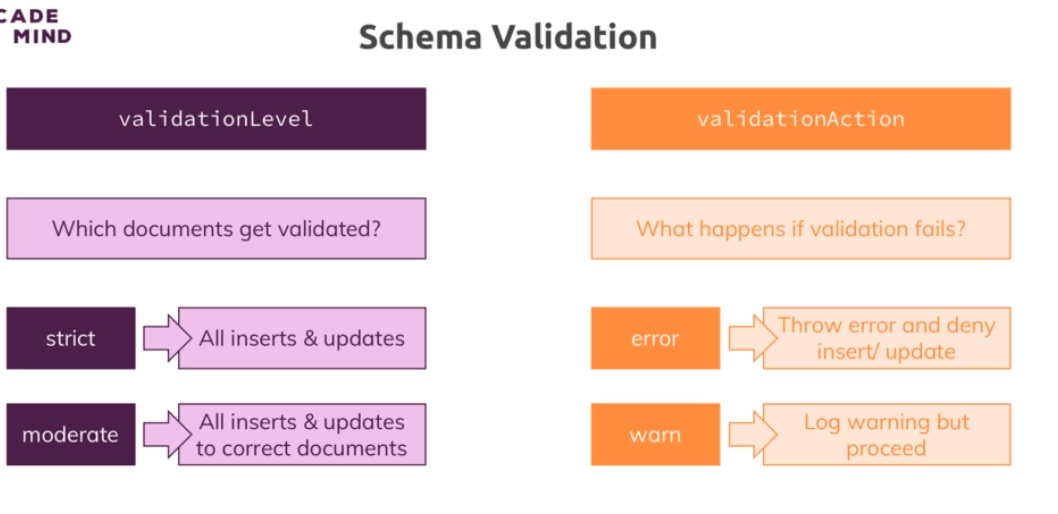 CADE
MIND
Schema Validation
validationLevel
validationAction
Which documents get validated?
What happens if validation fails?
strict
All inserts & updates
error
Throw error and deny
insert/ update
moderate
All inserts & updates
to correct documents
warn
Log warning but
proceed